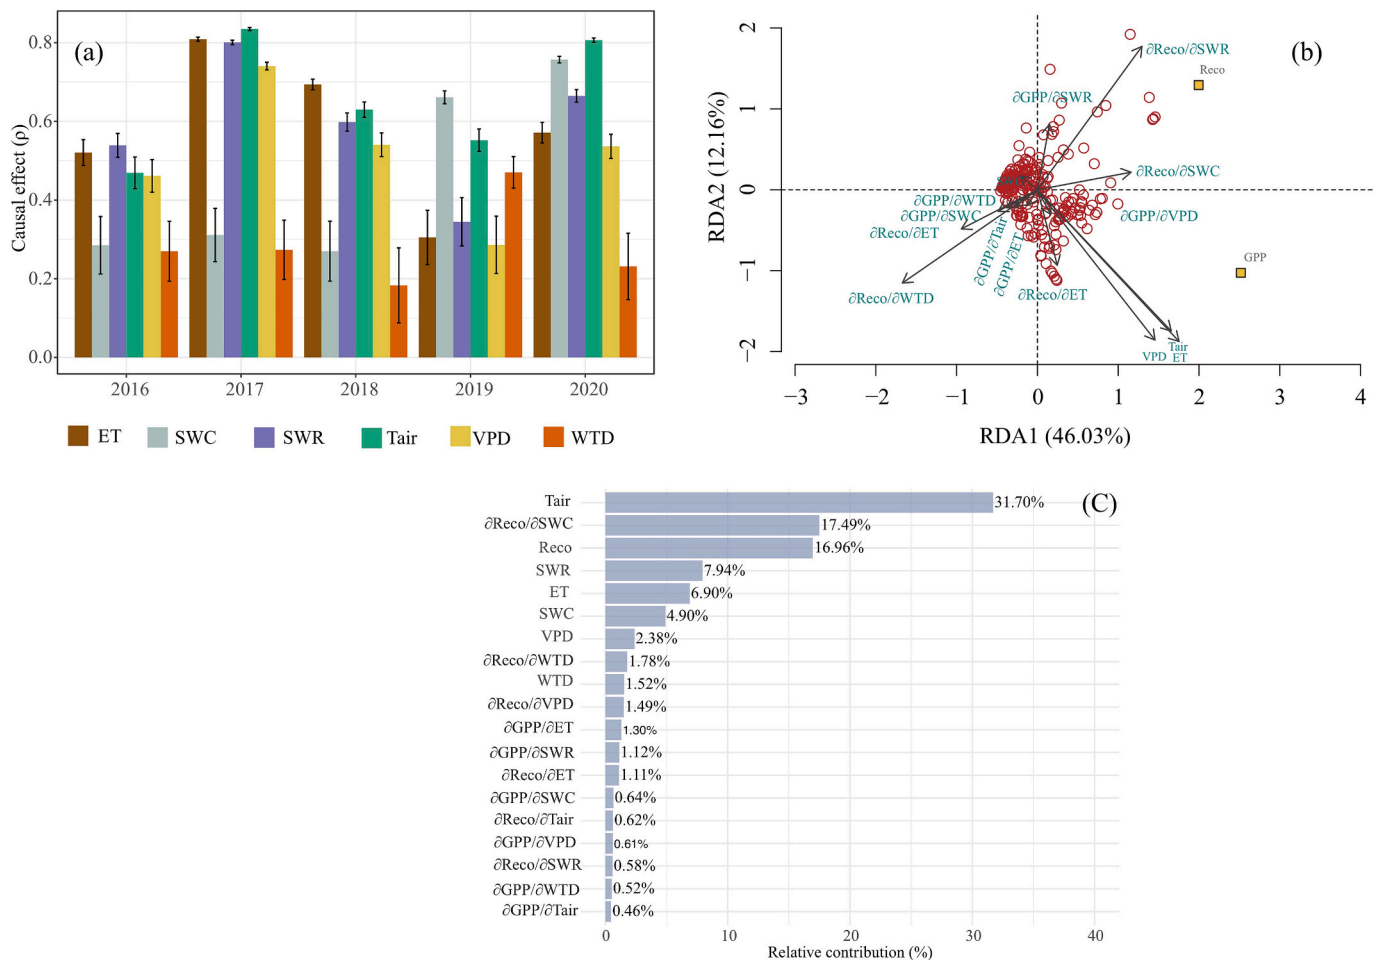 (a)
Causal effect (ρ)
0.8
0.6
0.4
0.2
0.0
2016 2017 2018 2019 2020
ET SWC SWR Tair VPD WTD
(b)
RDA2 (12.16%)
2
1
0
−1
−2
∂Reco/∂SWR
Reco
∂GPP/∂SWR
∂Reco/∂SWC
∂GPP/∂WTD
∂GPP/∂SWC
∂GPP/∂VPD
∂Reco/∂ET
∂GPP/∂Tair
∂GPP/∂ET
GPP
∂Reco/∂WTD
∂Reco/∂ET
Tair
VPD ET
−3 −2 −1 0 1 2 3 4
RDA1 (46.03%)
(C)
Tair 31.70%
∂Reco/∂SWC 17.49%
Reco 16.96%
SWR 7.94%
ET 6.90%
SWC 4.90%
VPD 2.38%
∂Reco/∂WTD 1.78%
WTD 1.52%
∂Reco/∂VPD 1.49%
∂GPP/∂ET 1.30%
∂GPP/∂SWR 1.12%
∂Reco/∂ET 1.11%
∂GPP/∂SWC 0.64%
∂Reco/∂Tair 0.62%
∂GPP/∂VPD 0.61%
∂Reco/∂SWR 0.58%
∂GPP/∂WTD 0.52%
∂GPP/∂Tair 0.46%
0 10 20 30 40
Relative contribution (%)